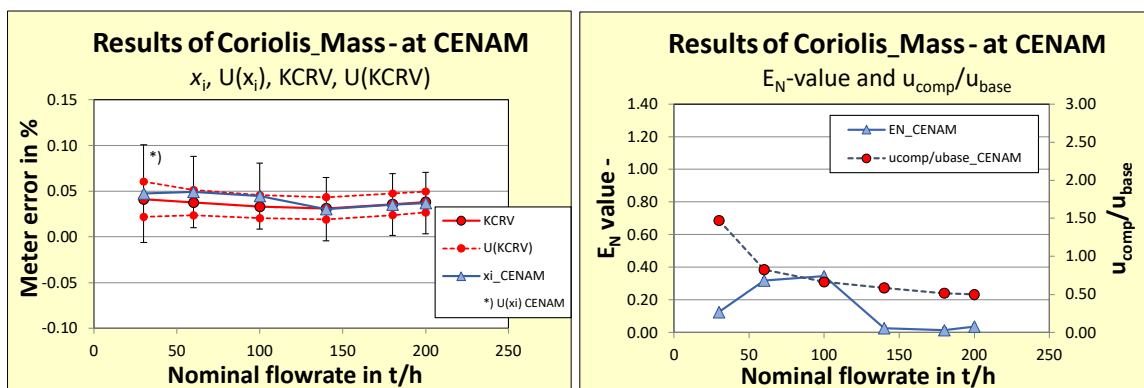 Results of Coriolis_Mass - at CENAM
xi, U(xi), KCRV, U(KCRV)
Meter error in %
0.15
0.10
0.05
0.00
-0.05
-0.10
*)
KCRV
U(KCRV)
xi_CENAM
*) U(xi) CENAM
0 50 100 150 200 250
Nominal flowrate in t/h
Results of Coriolis_Mass - at CENAM
EN-value and ucomp/ubase
EN value -
1.40
1.20
1.00
0.80
0.60
0.40
0.20
0.00
EN_CENAM
ucomp/ubase_CENAM
3.00
2.50
2.00
1.50
1.00
0.50
0.00
ucomp/ubase
0 50 100 150 200 250
Nominal flowrate in t/h